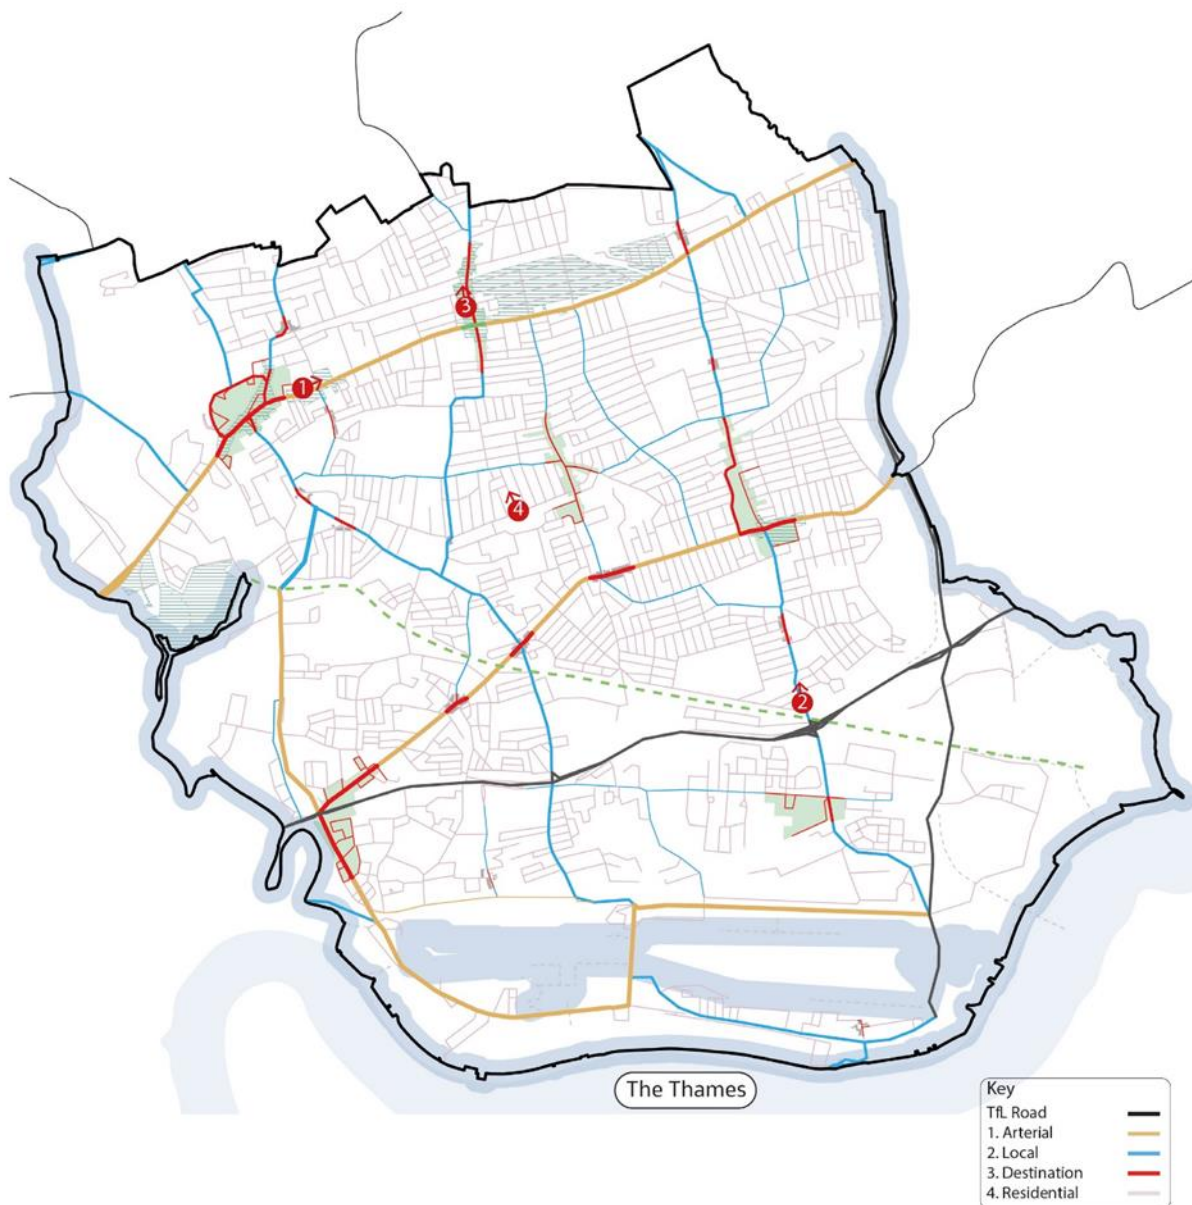 3
1
4
2
The Thames
Key
TfL Road
1. Arterial
2. Local
3. Destination
4. Residential